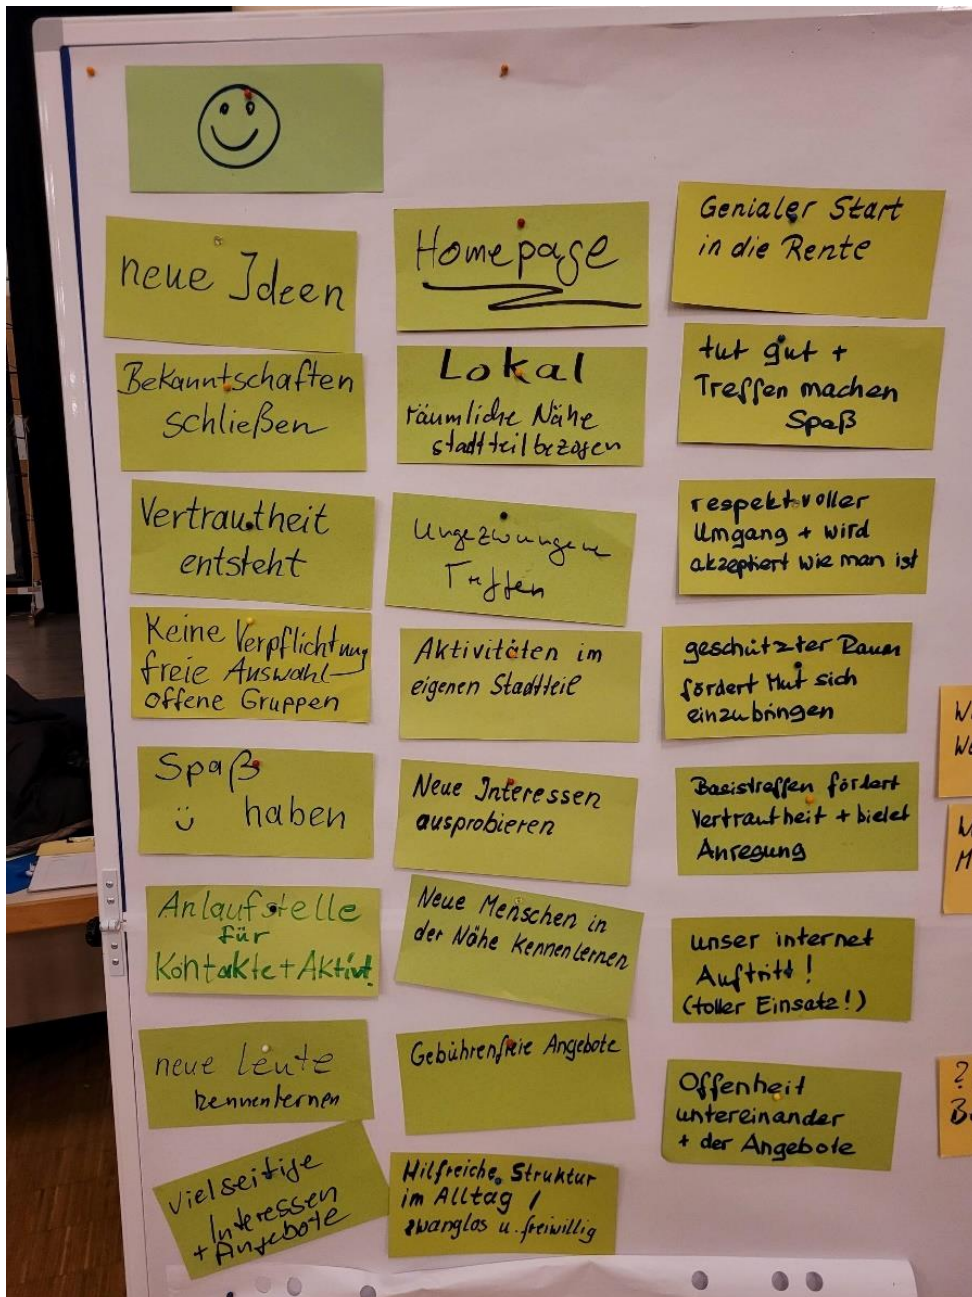 neue Ideen
Bekanntschaften
schließen
Vertrautheit
entsteht
Keine Verpflichtung
freie Auswahl
offene Gruppen
Spaß
haben
Anlaufstelle
für
Kontakte + Aktivt.
neue Leute
kennenlernen
Vielseitige
Interessen
+ Angebote
Homepage
Lokal
räumliche Nähe
stadtteilbezogen
Ungezwungene
Treffen
Aktivitäten im
eigenen Stadtteil
Neue Interessen
ausprobieren
Neue Menschen in
der Nähe kennenlernen
Gebührenfreie Angebote
Hilfreiche Struktur
im Alltag /
zwanglos u. freiwillig
Genialer Start
in die Rente
tut gut +
Treffen machen
Spaß
respektvoller
Umgang + wird
akzeptiert wie man ist
geschützter Raum
fördert Mut sich
einzubringen
Basistreffen fördert
Vertrautheit + bietet
Anregung
unser internet
Auftritt!
(toller Einsatz!)
Offenheit
untereinander
+ der Angebote
?